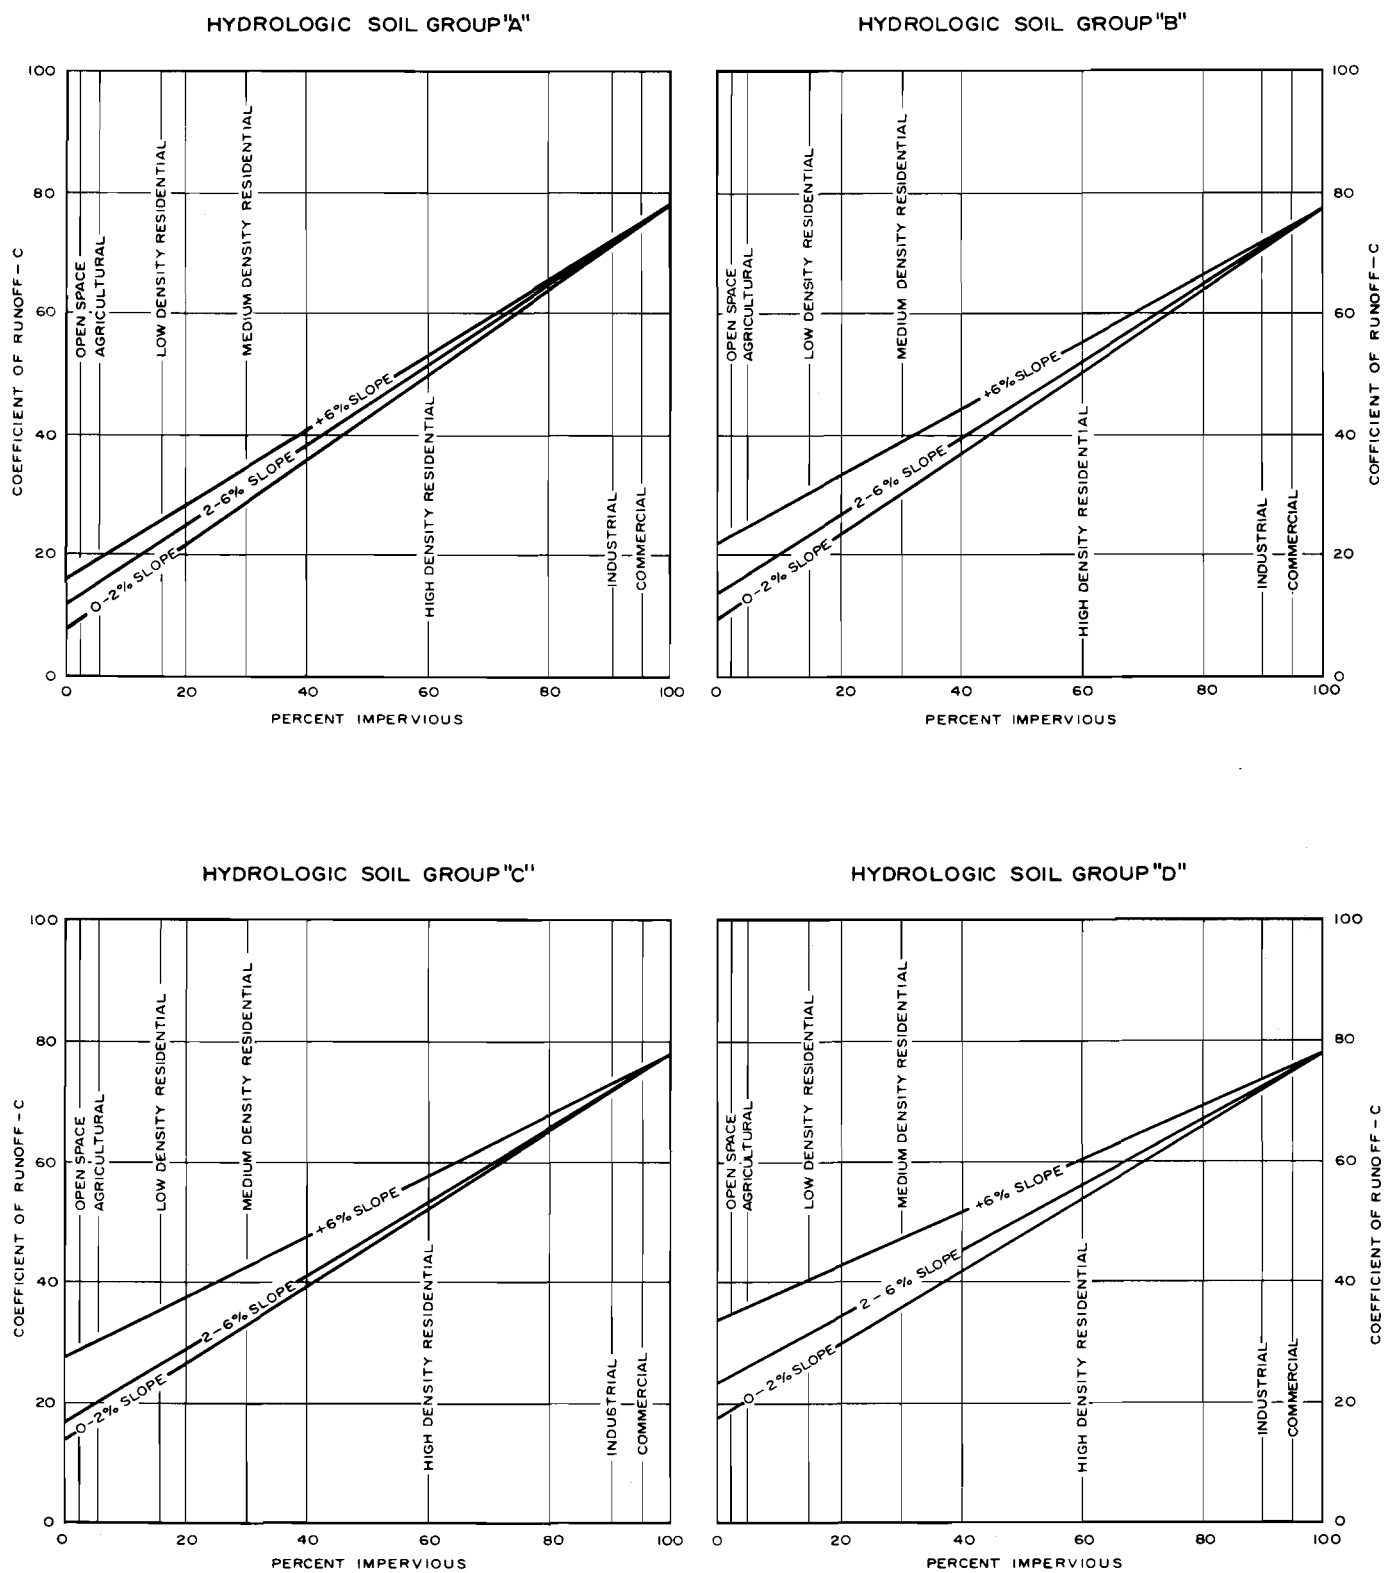 HYDROLOGIC SOIL GROUP "A"
100
80
60
40
20
0
COEFFICIENT OF RUNOFF - C
OPEN SPACE
AGRICULTURAL
LOW DENSITY RESIDENTIAL
MEDIUM DENSITY RESIDENTIAL
HIGH DENSITY RESIDENTIAL
INDUSTRIAL
COMMERCIAL
+6% SLOPE
2-6% SLOPE
0-2% SLOPE
0 20 40 60 80 100
PERCENT IMPERVIOUS
HYDROLOGIC SOIL GROUP "B"
100
80
60
40
20
0
COFFICIENT OF RUNOFF - C
OPEN SPACE
AGRICULTURAL
LOW DENSITY RESIDENTIAL
MEDIUM DENSITY RESIDENTIAL
HIGH DENSITY RESIDENTIAL
INDUSTRIAL
COMMERCIAL
+6% SLOPE
2-6% SLOPE
0-2% SLOPE
0 20 40 60 80 100
PERCENT IMPERVIOUS
HYDROLOGIC SOIL GROUP "C"
100
80
60
40
20
0
COEFFICIENT OF RUNOFF - C
OPEN SPACE
AGRICULTURAL
LOW DENSITY RESIDENTIAL
MEDIUM DENSITY RESIDENTIAL
HIGH DENSITY RESIDENTIAL
INDUSTRIAL
COMMERCIAL
+6% SLOPE
2-6% SLOPE
0-2% SLOPE
0 20 40 60 80 100
PERCENT IMPERVIOUS
HYDROLOGIC SOIL GROUP "D"
100
80
60
40
20
0
COEFFICIENT OF RUNOFF - C
OPEN SPACE
AGRICULTURAL
LOW DENSITY RESIDENTIAL
MEDIUM DENSITY RESIDENTIAL
HIGH DENSITY RESIDENTIAL
INDUSTRIAL
COMMERCIAL
+6% SLOPE
2-6% SLOPE
0-2% SLOPE
0 20 40 60 80 100
PERCENT IMPERVIOUS